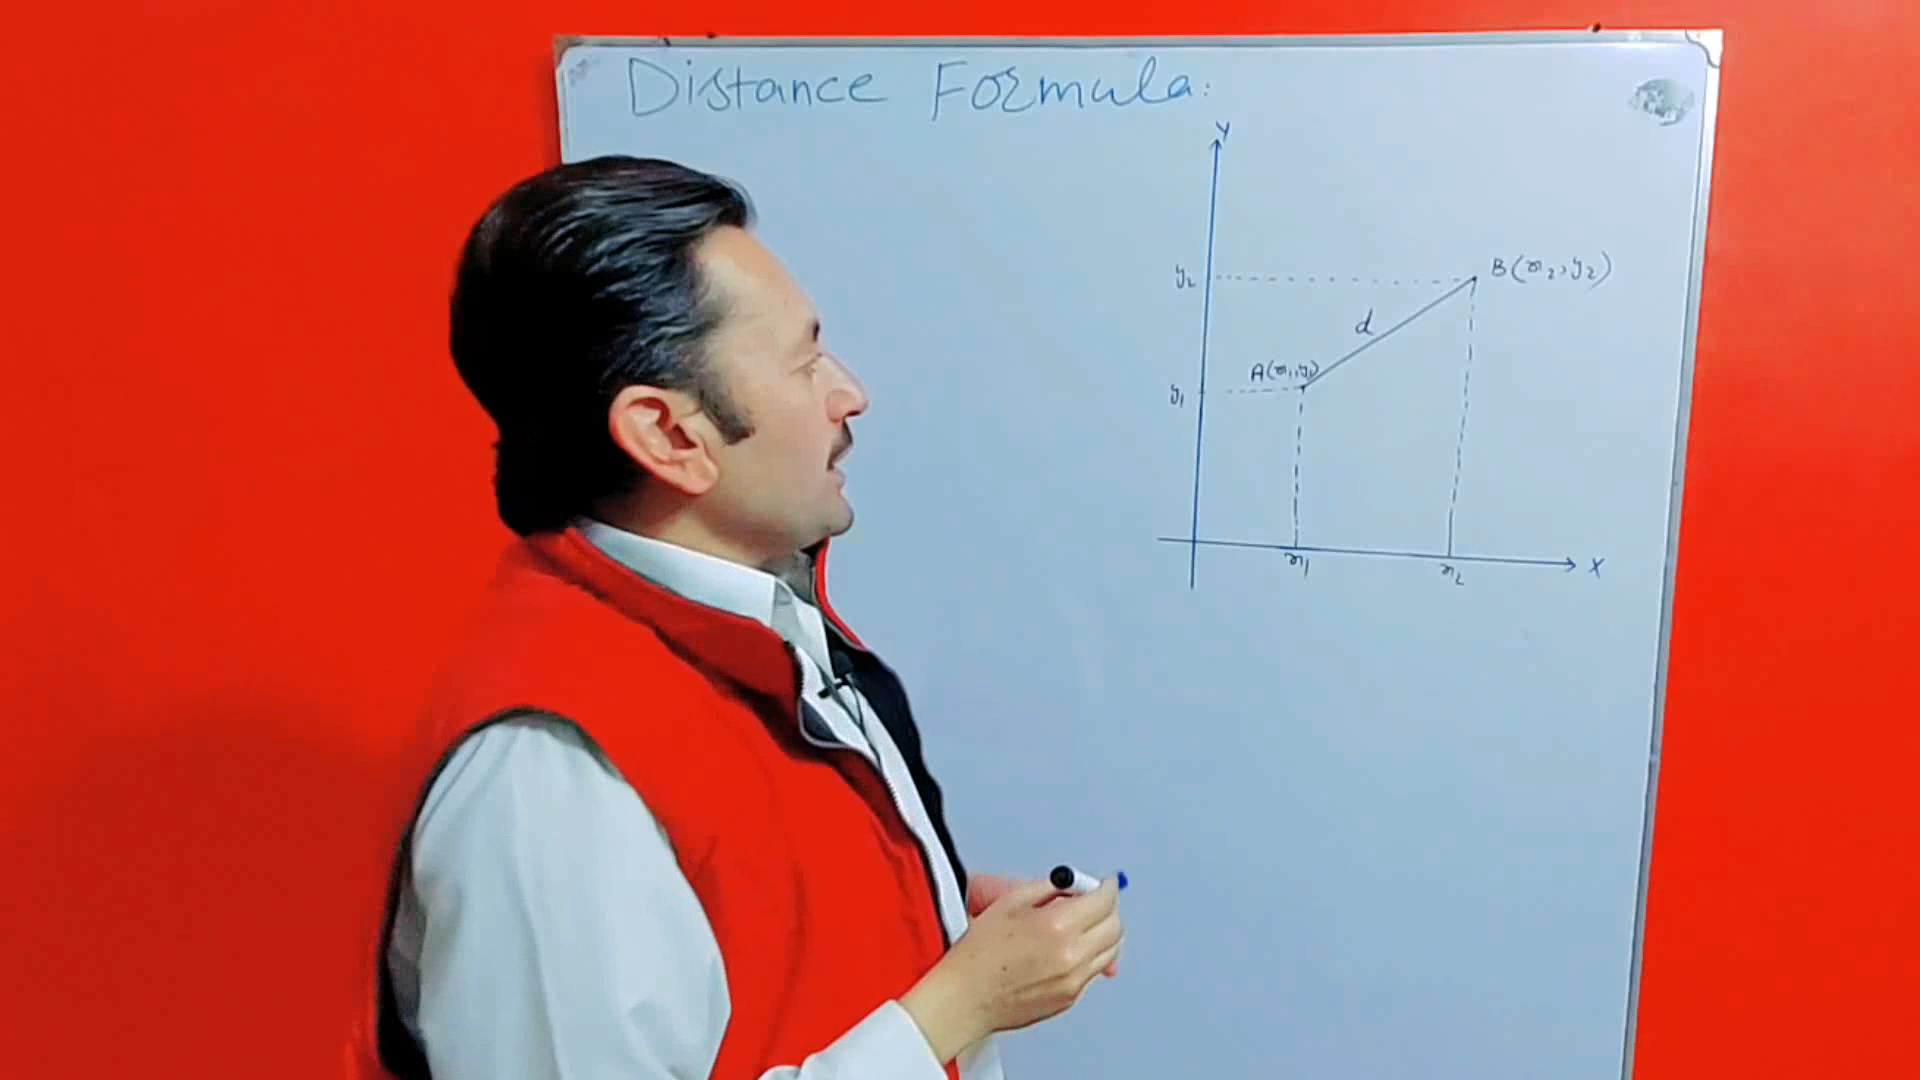 Distance Formula:
Y
y₂
B(x₂,y₂)
d
A(x₁,y₁)
y₁
x₁
x₂
X